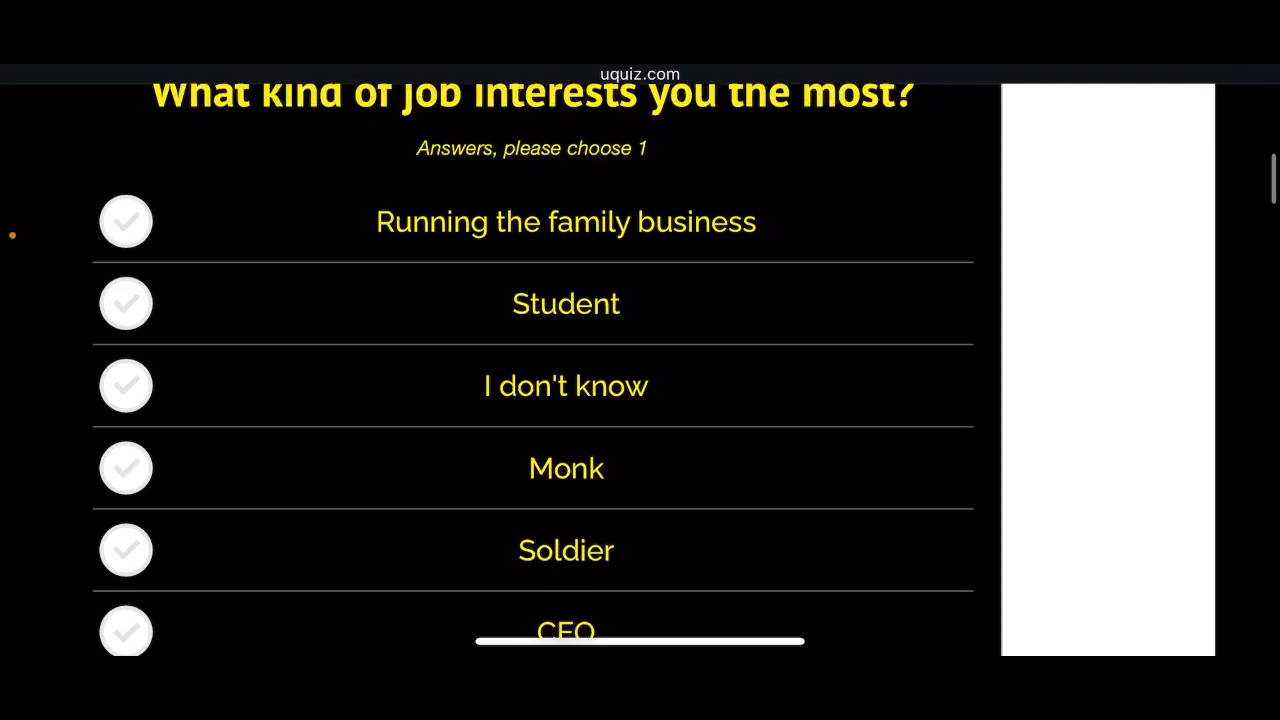 uquiz.com
What kind of job interests you the most?
Answers, please choose 1
Running the family business
Student
I don't know
Monk
Soldier
CEO